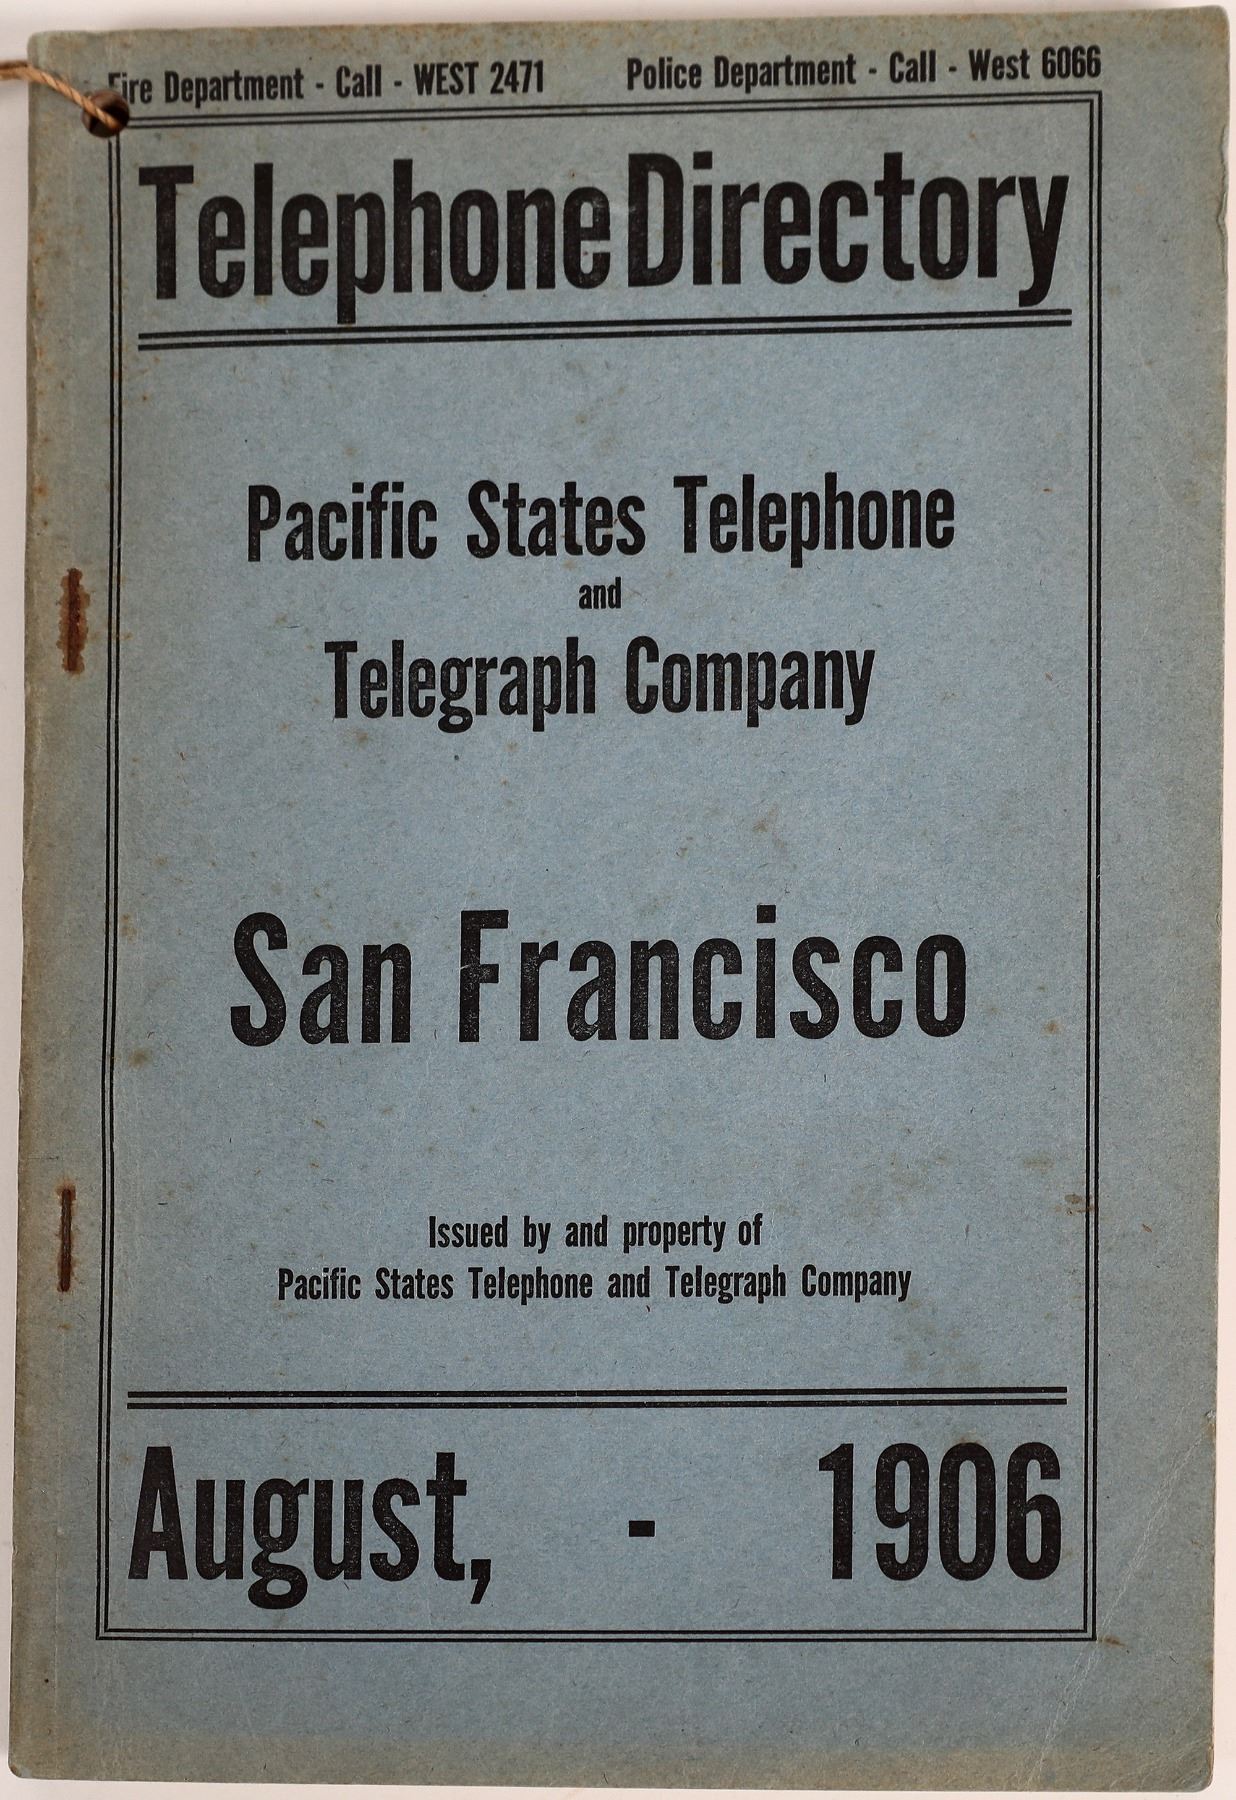 Fire Department - Call - WEST 2471 Police Department - Call - West 6066
Telephone Directory
Pacific States Telephone
and
Telegraph Company
San Francisco
Issued by and property of
Pacific States Telephone and Telegraph Company
August, - 1906